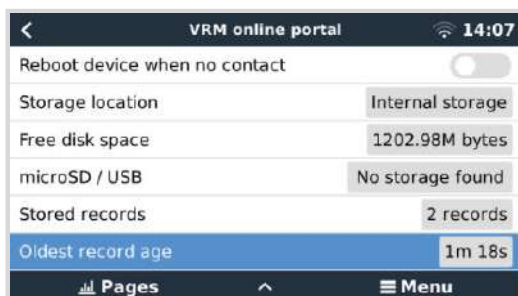 VRM online portal 14:07
Reboot device when no contact
Storage location Internal storage
Free disk space 1202.98M bytes
microSD / USB No storage found
Stored records 2 records
Oldest record age 1m 18s
Pages Menu